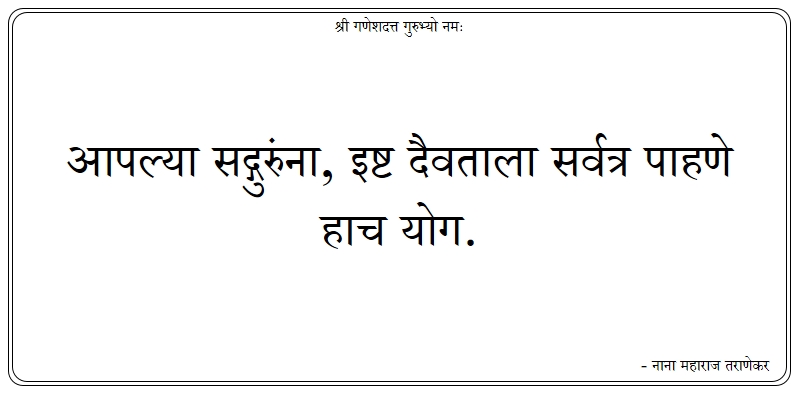 श्री गणेशदत्त गुरुभ्यो नमः
आपल्या सद्गुरुंना, इष्ट दैवताला सर्वत्र पाहणे
हाच योग.
- नाना महाराज तराणेकर